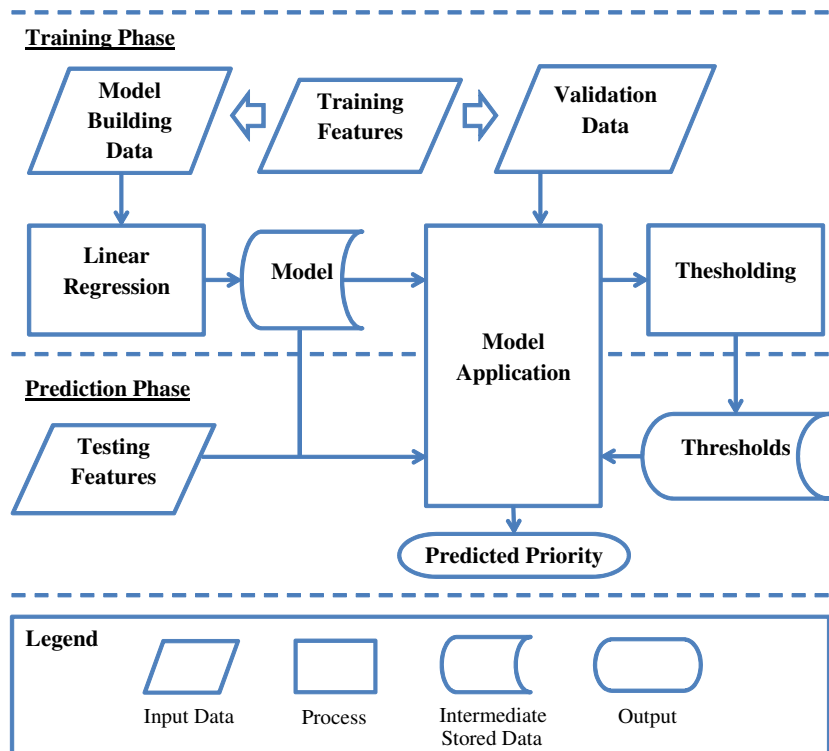 Training Phase
Model
Building
Data
Training
Features
Validation
Data
Linear
Regression
Model
Model
Application
Thesholding
Prediction Phase
Testing
Features
Thresholds
Predicted Priority
Legend
Input Data
Process
Intermediate
Stored Data
Output